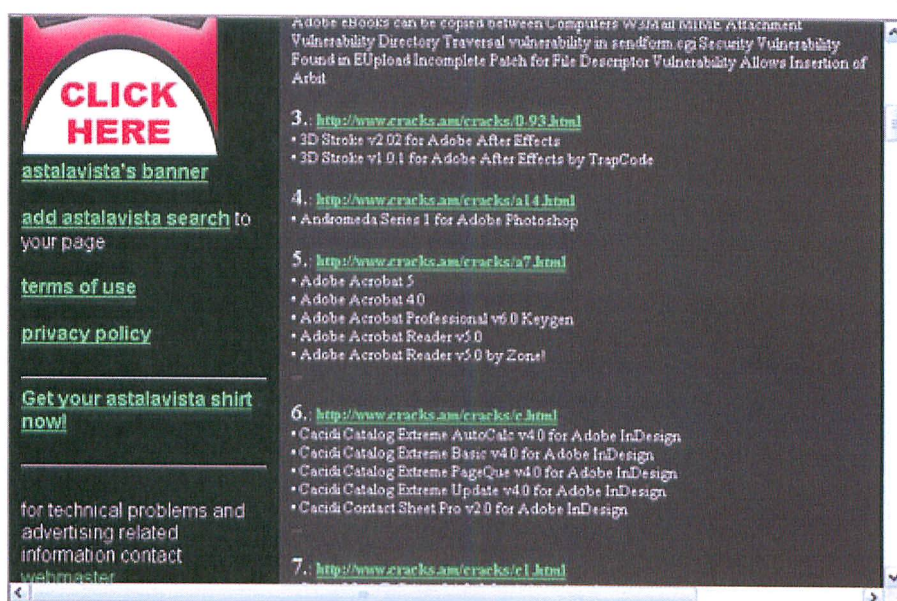 CLICK
HERE
astalavista's banner
add astalavista search to
your page
terms of use
privacy policy
Get your astalavista shirt
now!
for technical problems and
advertising related
information contact
webmaster
Adobe eBooks can be copied between Computers W3Mail MIME Attachment
Vulnerability Directory Traversal vulnerability in sendform.cgi Security Vulnerability
Found in EUpload Incomplete Patch for File Descriptor Vulnerability Allows Insertion of
Arbit
3.: http://www.cracks.am/cracks/0-93.html
• 3D Stroke v2.02 for Adobe After Effects
• 3D Stroke v1.0.1 for Adobe After Effects by TrapCode
4.: http://www.cracks.am/cracks/a14.html
• Andromeda Series 1 for Adobe Photoshop
5.: http://www.cracks.am/cracks/a7.html
• Adobe Acrobat 5
• Adobe Acrobat 4.0
• Adobe Acrobat Professional v6.0 Keygen
• Adobe Acrobat Reader v5.0
• Adobe Acrobat Reader v5.0 by Zone!
6.: http://www.cracks.am/cracks/c.html
• Cacidi Catalog Extreme AutoCalc v4.0 for Adobe InDesign
• Cacidi Catalog Extreme Basic v4.0 for Adobe InDesign
• Cacidi Catalog Extreme PageQue v4.0 for Adobe InDesign
• Cacidi Catalog Extreme Update v4.0 for Adobe InDesign
• Cacidi Contact Sheet Pro v2.0 for Adobe InDesign
7.: http://www.cracks.am/cracks/c1.html